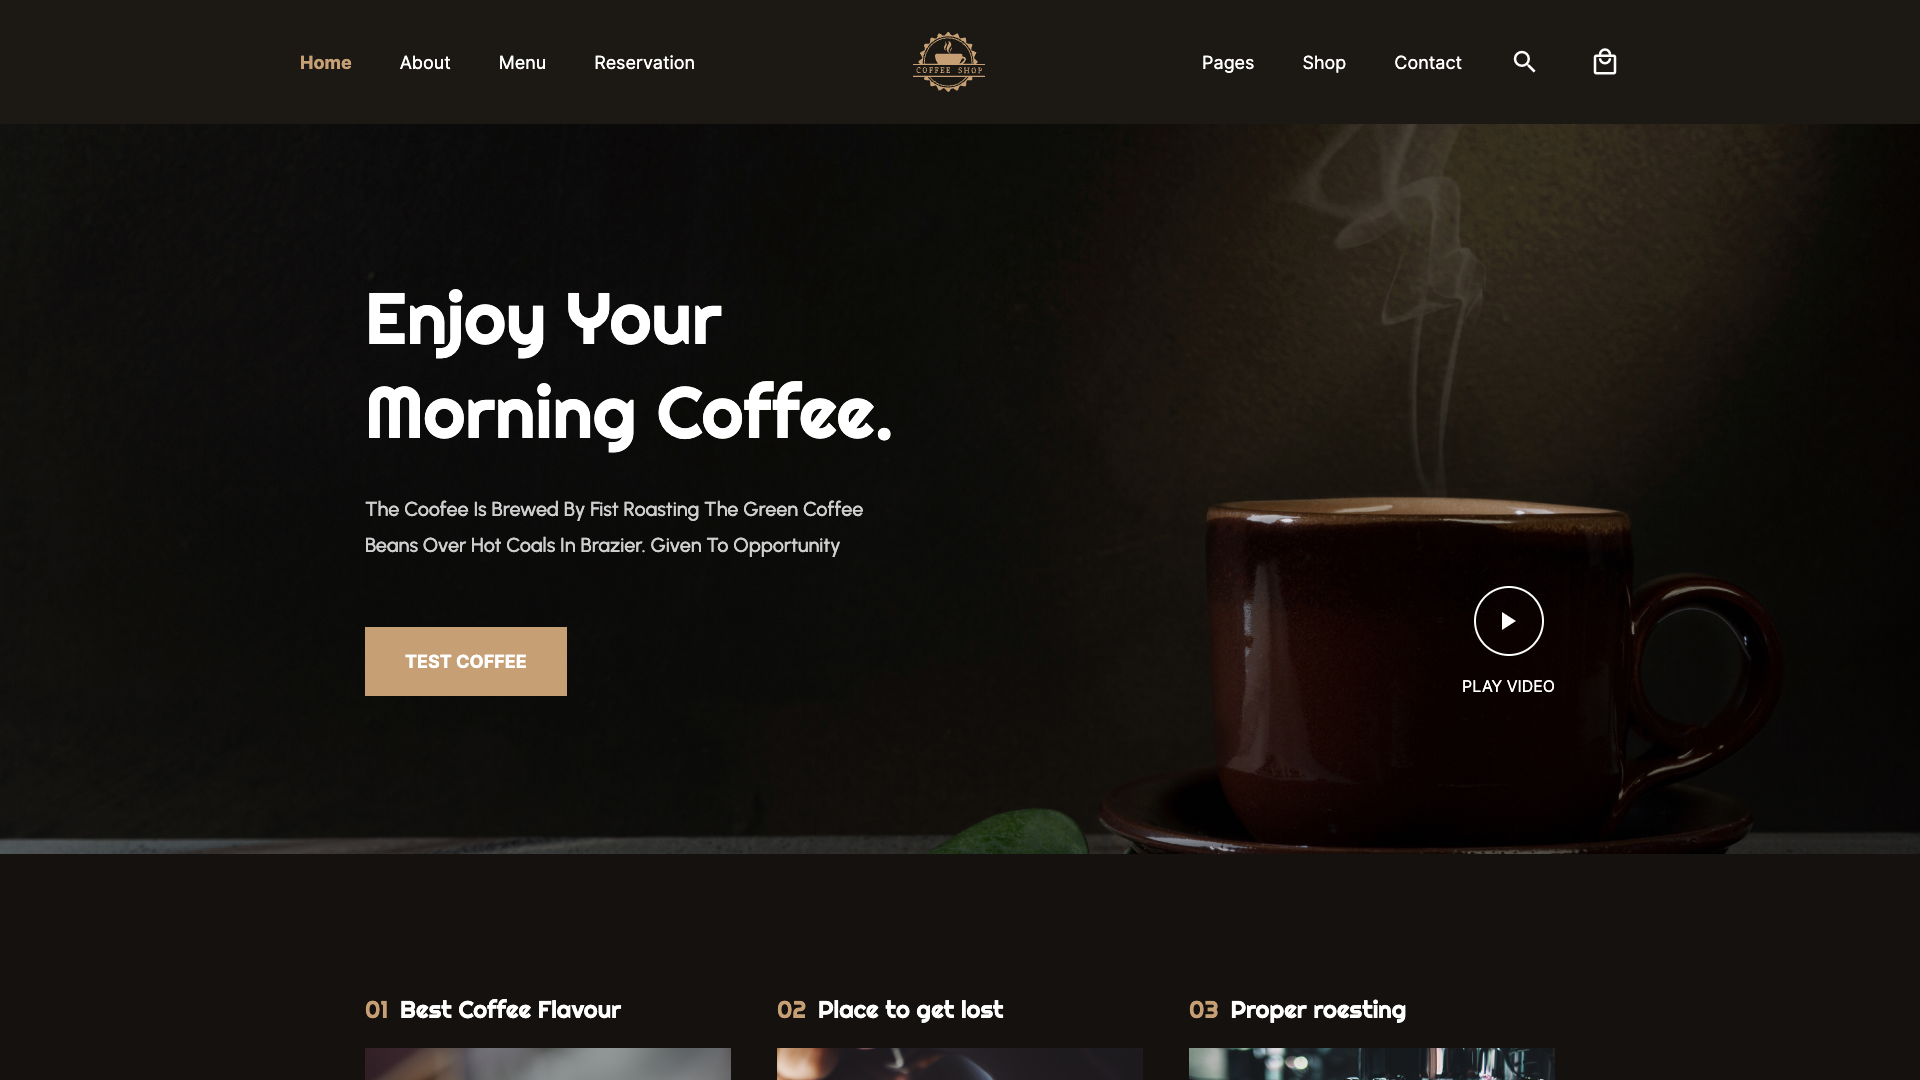 Home
About
Menu
Reservation
COFFEE SHOP
Pages
Shop
Contact
Enjoy Your
Morning Coffee.
The Coofee Is Brewed By Fist Roasting The Green Coffee
Beans Over Hot Coals In Brazier. Given To Opportunity
TEST COFFEE
PLAY VIDEO
01 Best Coffee Flavour
02 Place to get lost
03 Proper roesting